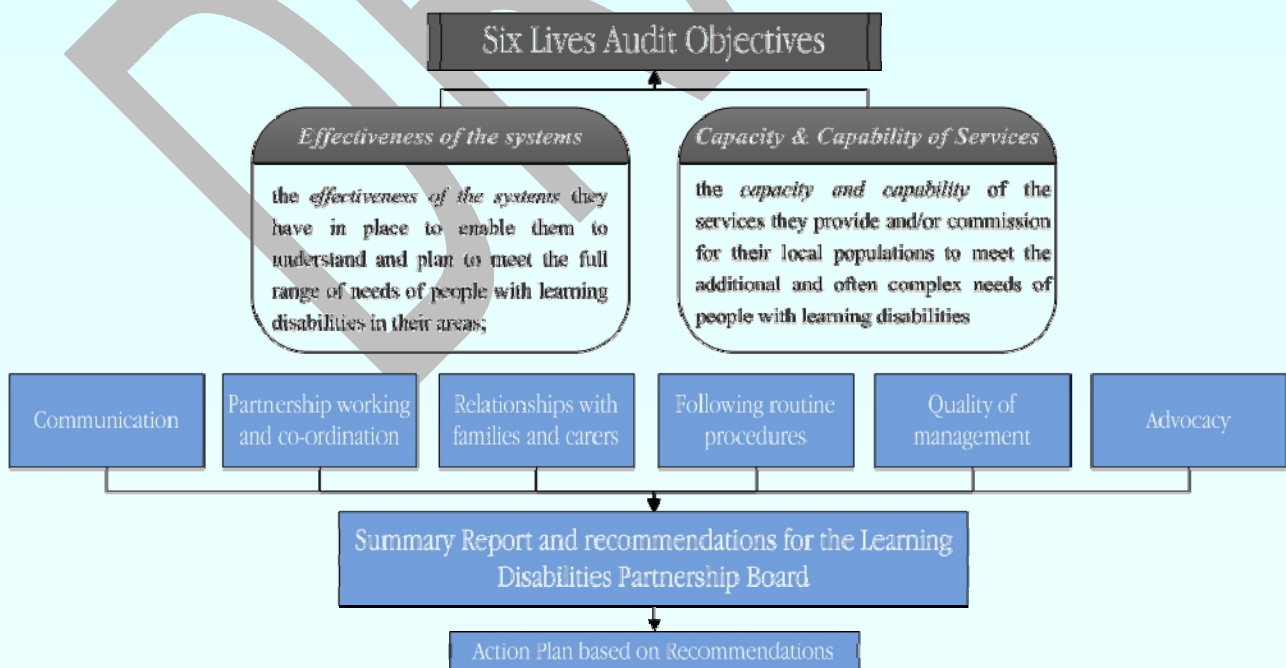 Six Lives Audit Objectives
Effectiveness of the systems
the effectiveness of the systems they
have in place to enable them to
understand and plan to meet the full
range of needs of people with learning
disabilities in their areas;
Capacity & Capability of Services
the capacity and capability of the
services they provide and/or commission
for their local populations to meet the
additional and often complex needs of
people with learning disabilities
Communication
Partnership working
and co-ordination
Relationships with
families and carers
Following routine
procedures
Quality of
management
Advocacy
Summary Report and recommendations for the Learning
Disabilities Partnership Board
Action Plan based on Recommendations